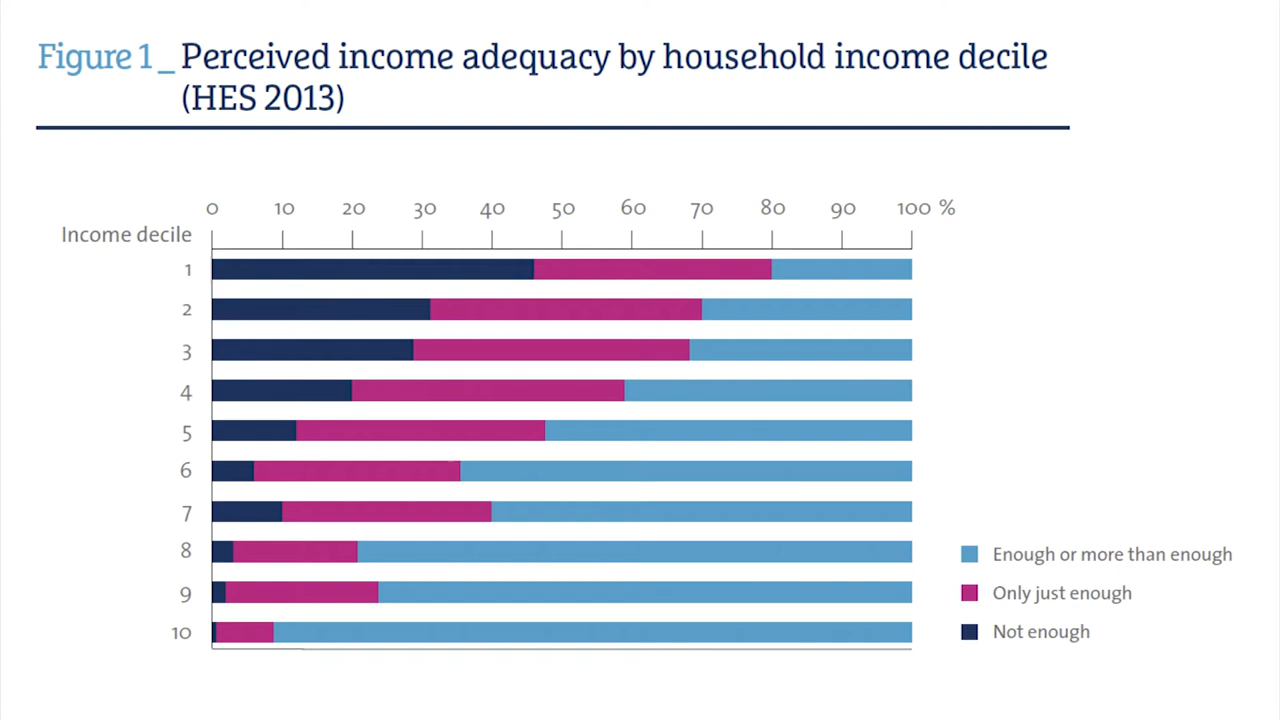 Figure 1_ Perceived income adequacy by household income decile
(HES 2013)
0 10 20 30 40 50 60 70 80 90 100 %
Income decile
1
2
3
4
5
6
7
8
9
10
Enough or more than enough
Only just enough
Not enough